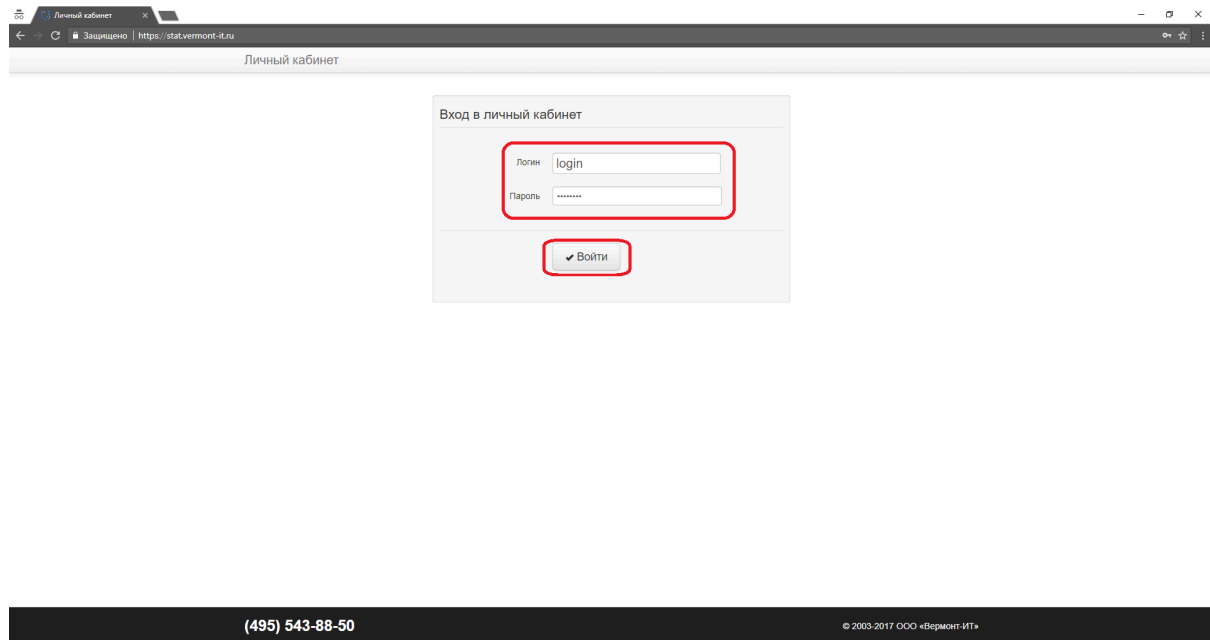 Личный кабинет
Защищено | https://stat.vermont-it.ru
Личный кабинет
Вход в личный кабинет
Логин login
Пароль ••••••••
Войти
(495) 543-88-50 © 2003-2017 ООО «Вермонт-ИТ»